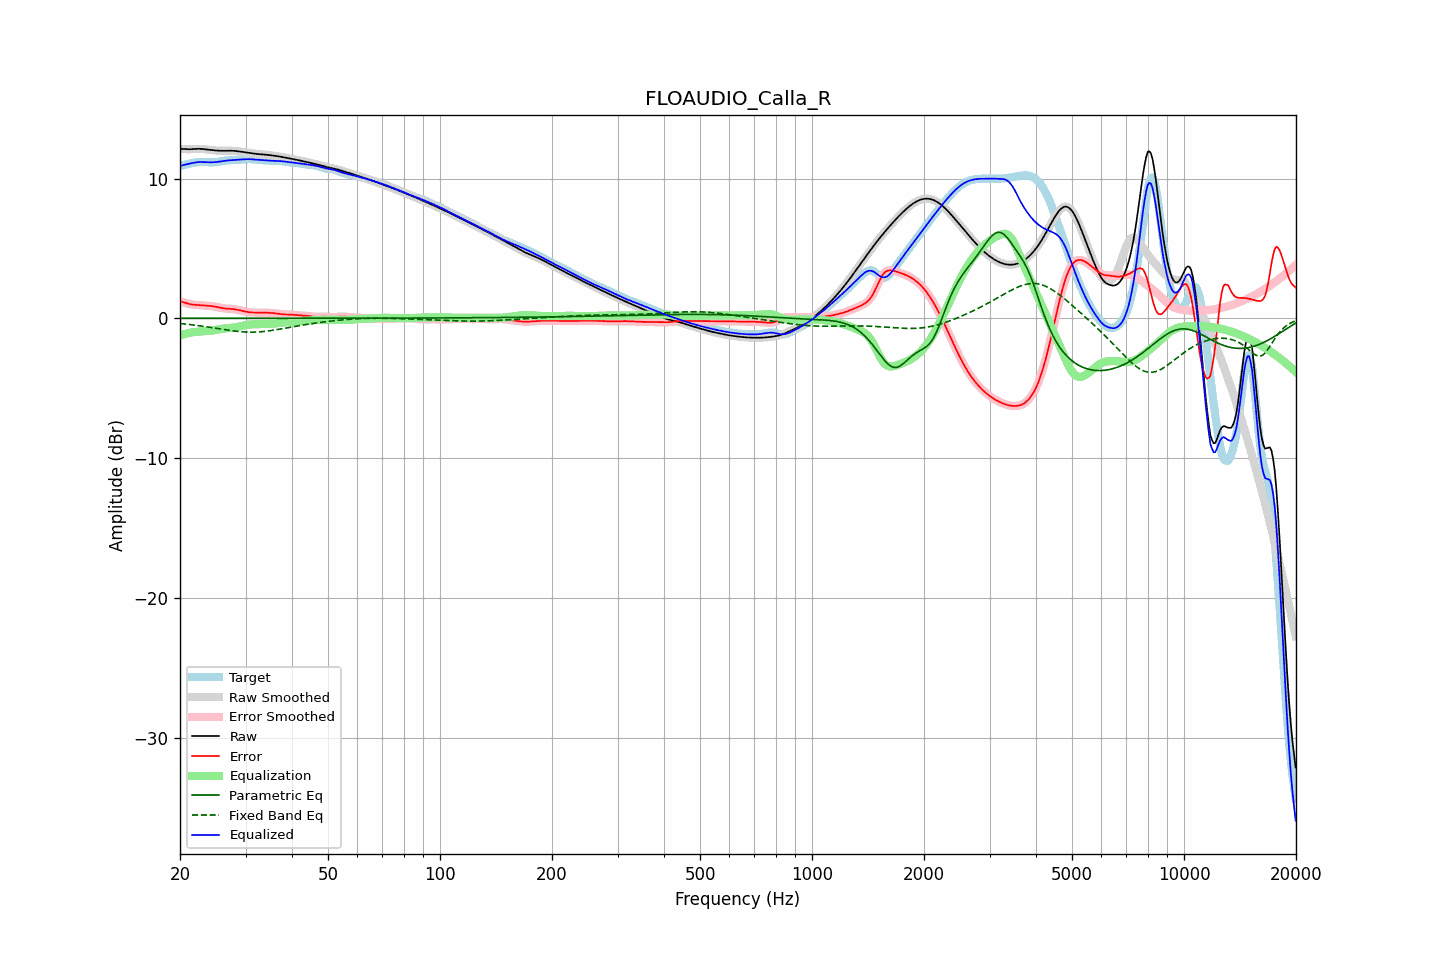 FLOAUDIO_Calla_R
Amplitude (dBr)
10
0
−10
−20
−30
Target
Raw Smoothed
Error Smoothed
Raw
Error
Equalization
Parametric Eq
Fixed Band Eq
Equalized
20
50
100
200
500
1000
2000
5000
10000
20000
Frequency (Hz)